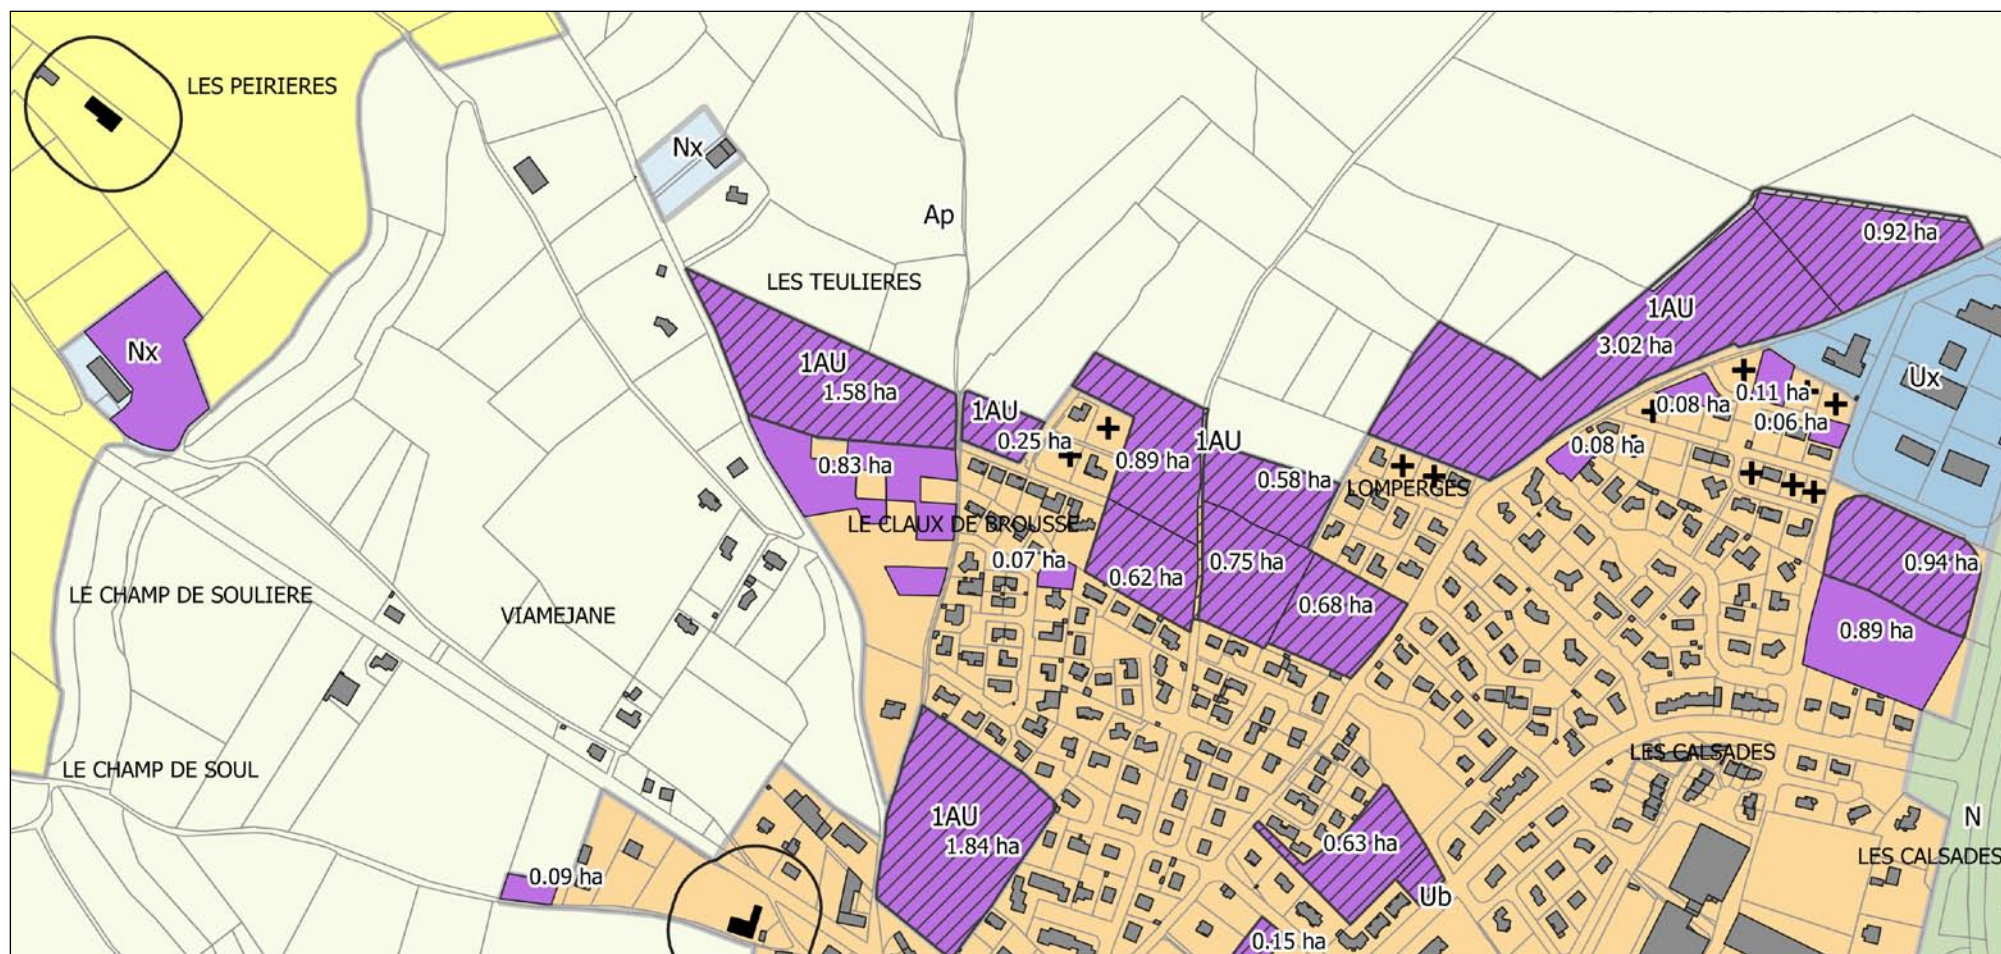 LES PEIRIERES
Nx
Ap
0.92 ha
LES TEULIERES
1AU
3.02 ha
Nx
1AU
1.58 ha
Ux
0.11 ha
0.08 ha
0.06 ha
1AU
0.25 ha
1AU
0.89 ha
0.08 ha
0.83 ha
0.58 ha
LOMPERGES
LE CLAUX DE BROUSSE
0.07 ha
0.62 ha
0.75 ha
0.94 ha
LE CHAMP DE SOULIERE
VIAMEJANE
0.68 ha
0.89 ha
LES CALSADES
LE CHAMP DE SOUL
1AU
1.84 ha
0.63 ha
N
LES CALSADES
0.09 ha
Ub
0.15 ha